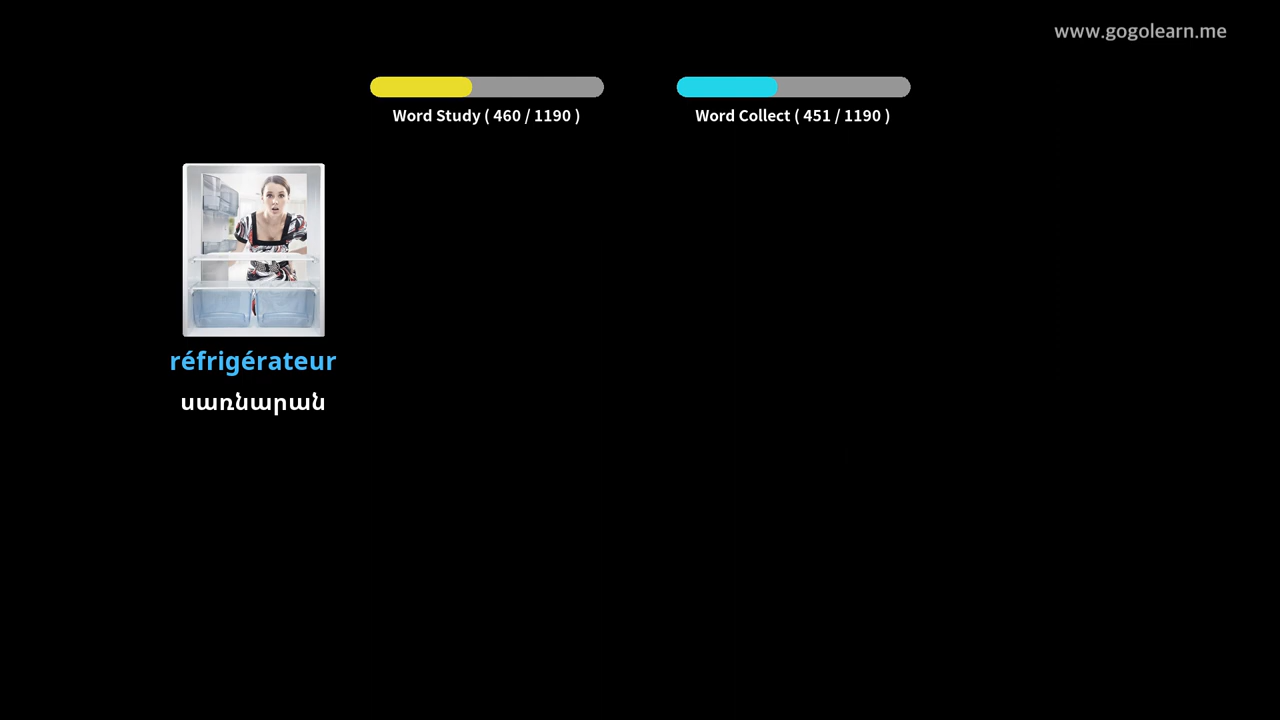 www.gogolearn.me
Word Study ( 460 / 1190 )
Word Collect ( 451 / 1190 )
réfrigérateur
սառնարան